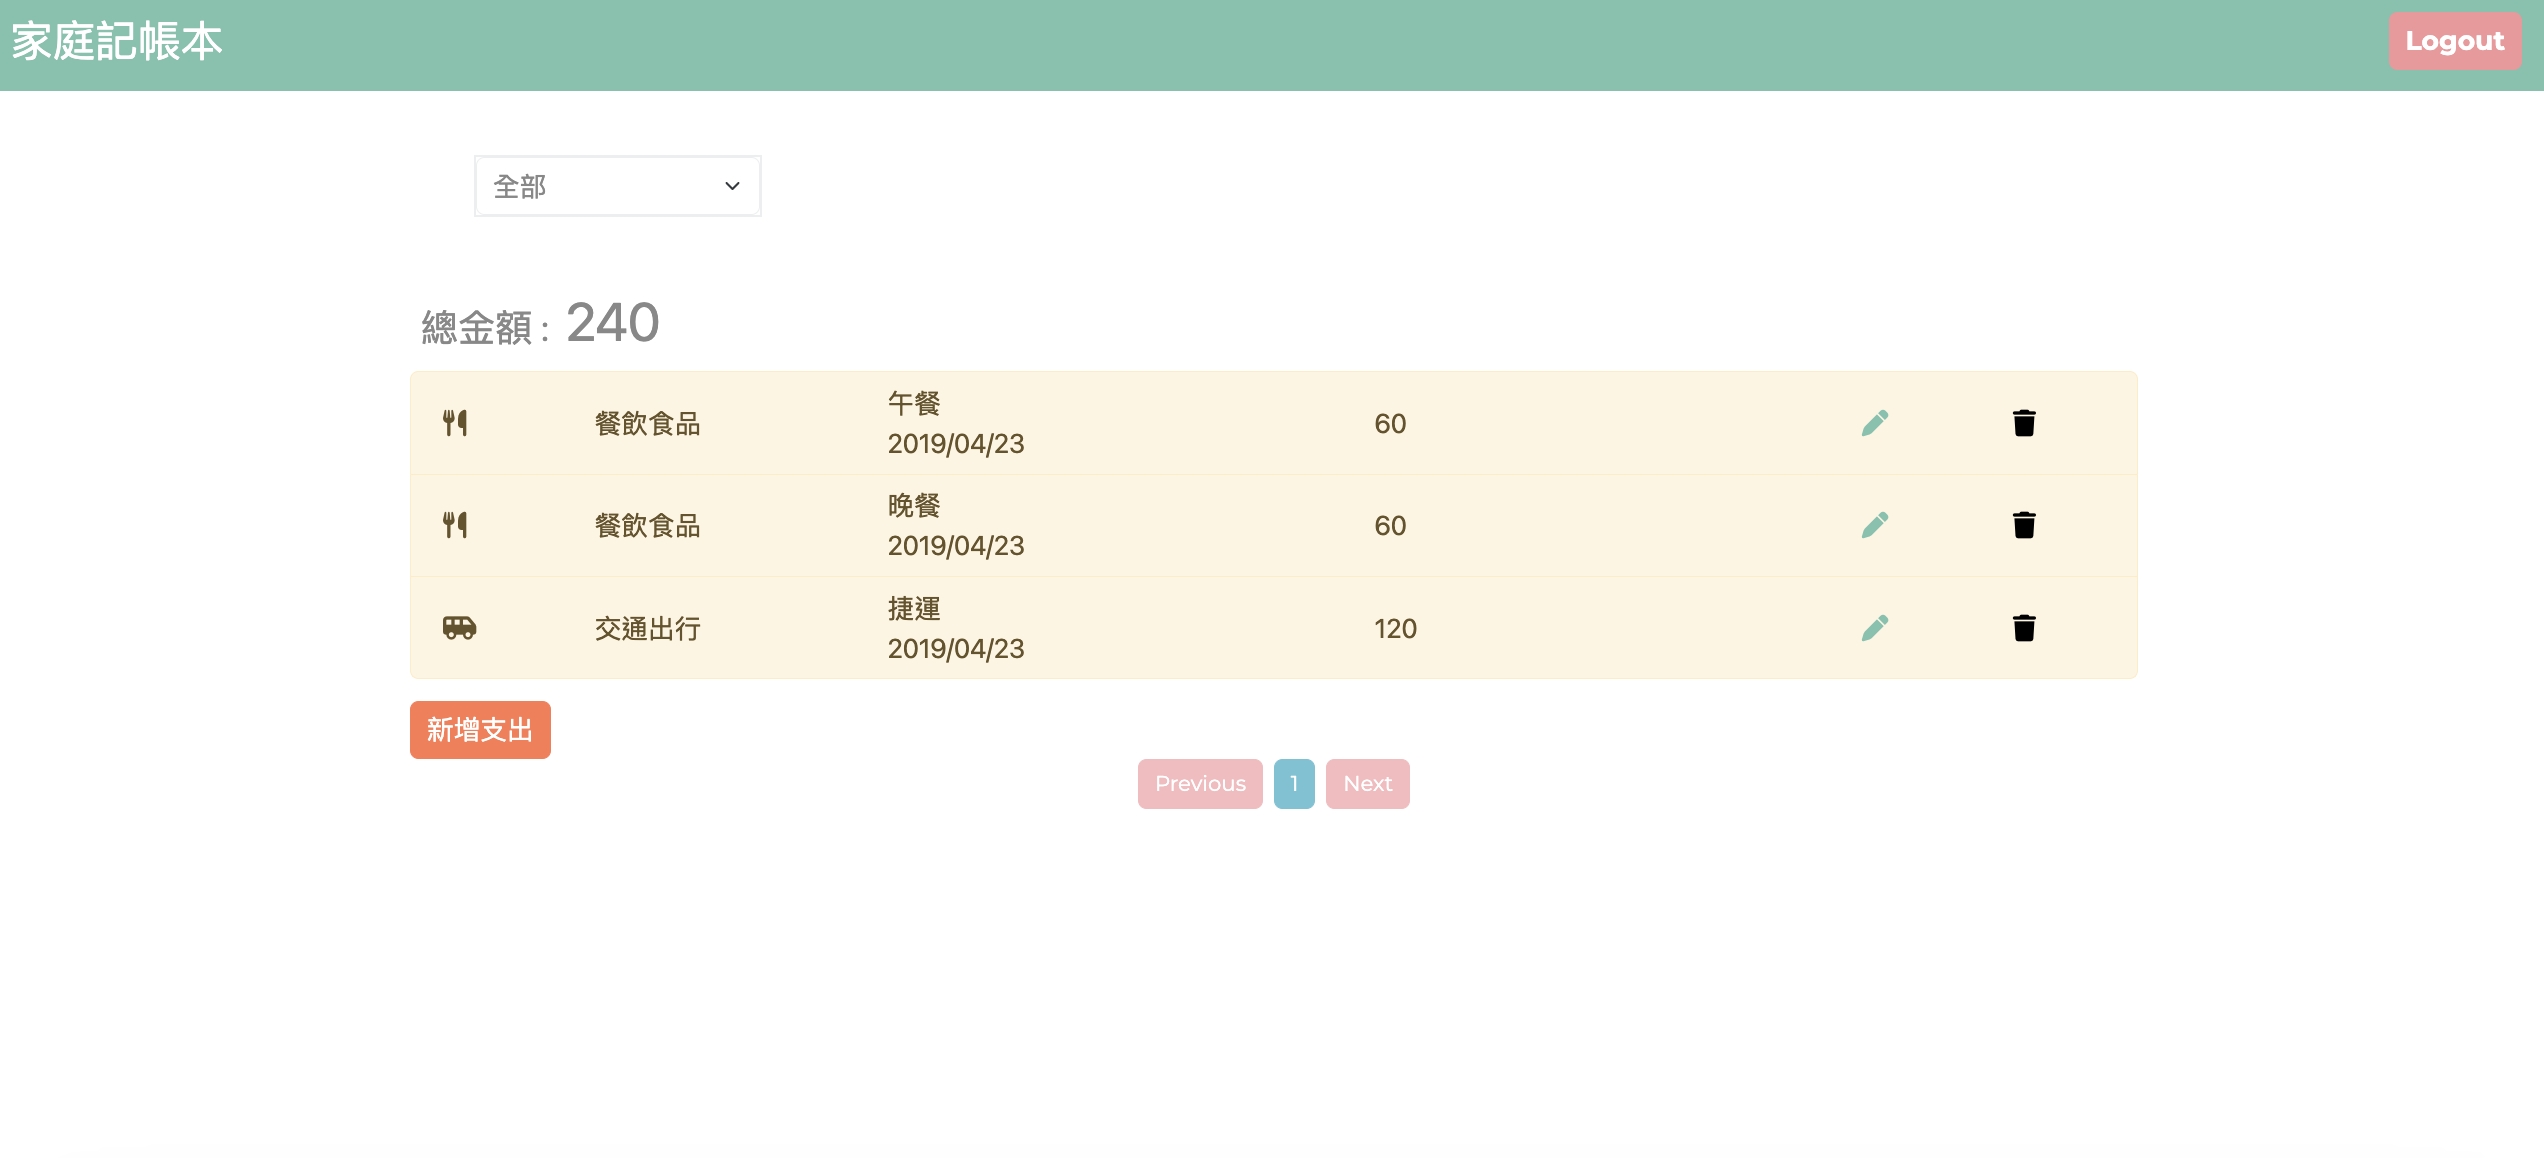 家庭記帳本
Logout
全部
總金額 : 240
餐飲食品
午餐
2019/04/23
60
餐飲食品
晚餐
2019/04/23
60
交通出行
捷運
2019/04/23
120
新增支出
Previous 1 Next